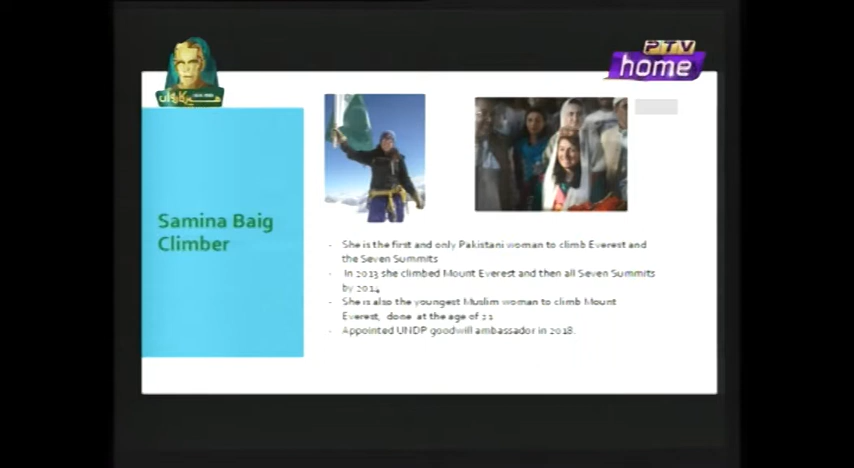 PTV
home
Samina Baig
Climber
- She is the first and only Pakistani woman to climb Everest and
the Seven Summits
- In 2013 she climbed Mount Everest and then all Seven Summits
by 2014
- She is also the youngest Muslim woman to climb Mount
Everest, done at the age of 21
- Appointed UNDP goodwill ambassador in 2018.